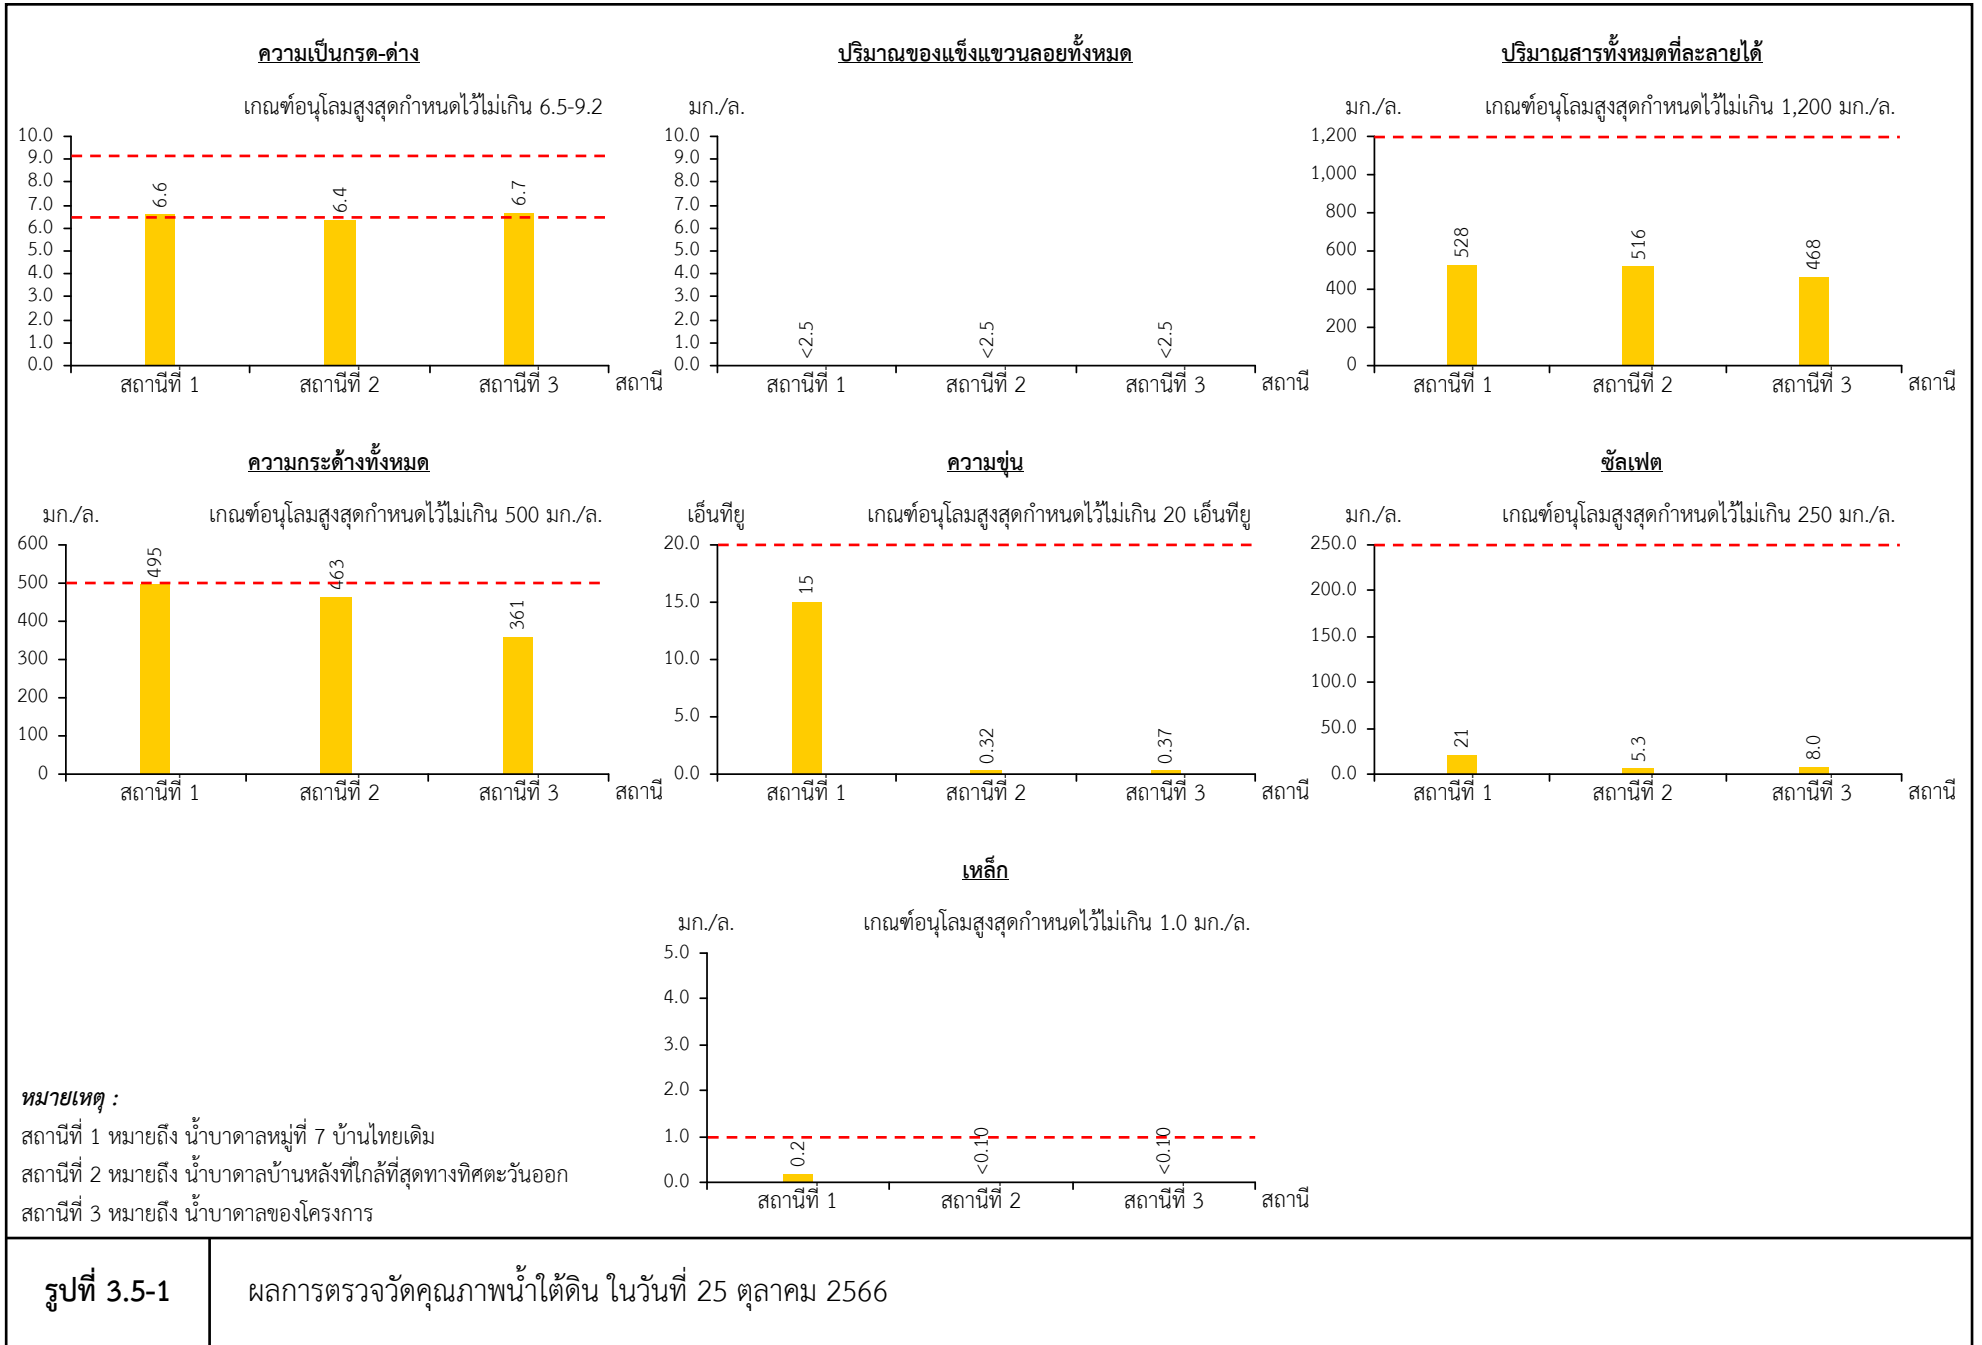 ความเป็นกรด-ด่าง
เกณฑ์อนุโลมสูงสุดกำหนดไว้ไม่เกิน 6.5-9.2
10.0
9.0
8.0
7.0
6.0
5.0
4.0
3.0
2.0
1.0
0.0
6.6
6.4
6.7
สถานีที่ 1
สถานีที่ 2
สถานีที่ 3
สถานี
ปริมาณของแข็งแขวนลอยทั้งหมด
มก./ล.
10.0
9.0
8.0
7.0
6.0
5.0
4.0
3.0
2.0
1.0
0.0
<2.5
<2.5
<2.5
สถานีที่ 1
สถานีที่ 2
สถานีที่ 3
สถานี
ปริมาณสารทั้งหมดที่ละลายได้
มก./ล. เกณฑ์อนุโลมสูงสุดกำหนดไว้ไม่เกิน 1,200 มก./ล.
1,200
1,000
800
600
400
200
0
528
516
468
สถานีที่ 1
สถานีที่ 2
สถานีที่ 3
สถานี
ความกระด้างทั้งหมด
มก./ล. เกณฑ์อนุโลมสูงสุดกำหนดไว้ไม่เกิน 500 มก./ล.
600
500
400
300
200
100
0
495
463
361
สถานีที่ 1
สถานีที่ 2
สถานีที่ 3
สถานี
ความขุ่น
เอ็นทียู เกณฑ์อนุโลมสูงสุดกำหนดไว้ไม่เกิน 20 เอ็นทียู
20.0
15.0
10.0
5.0
0.0
15
0.32
0.37
สถานีที่ 1
สถานีที่ 2
สถานีที่ 3
สถานี
ซัลเฟต
มก./ล. เกณฑ์อนุโลมสูงสุดกำหนดไว้ไม่เกิน 250 มก./ล.
250.0
200.0
150.0
100.0
50.0
0.0
21
5.3
8.0
สถานีที่ 1
สถานีที่ 2
สถานีที่ 3
สถานี
เหล็ก
มก./ล. เกณฑ์อนุโลมสูงสุดกำหนดไว้ไม่เกิน 1.0 มก./ล.
5.0
4.0
3.0
2.0
1.0
0.0
0.2
<0.10
<0.10
สถานีที่ 1
สถานีที่ 2
สถานีที่ 3
สถานี
หมายเหตุ :
สถานีที่ 1 หมายถึง น้ำบาดาลหมู่ที่ 7 บ้านไทยเดิม
สถานีที่ 2 หมายถึง น้ำบาดาลบ้านหลังที่ใกล้ที่สุดทางทิศตะวันออก
สถานีที่ 3 หมายถึง น้ำบาดาลของโครงการ
รูปที่ 3.5-1
ผลการตรวจวัดคุณภาพน้ำใต้ดิน ในวันที่ 25 ตุลาคม 2566